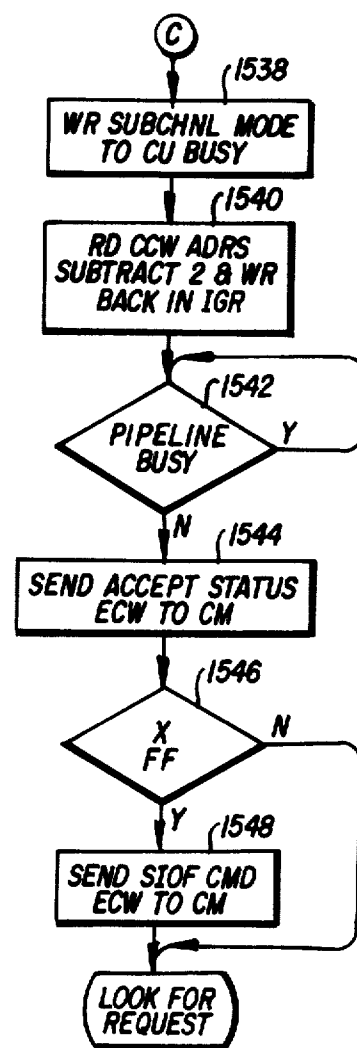 C
1538
WR SUBCHNL MODE
TO CU BUSY
1540
RD CCW ADRS
SUBTRACT 2 & WR
BACK IN IGR
1542
PIPELINE
BUSY
Y
N
1544
SEND ACCEPT STATUS
ECW TO CM
1546
X
FF
N
Y
1548
SEND SIOF CMD
ECW TO CM
LOOK FOR
REQUEST